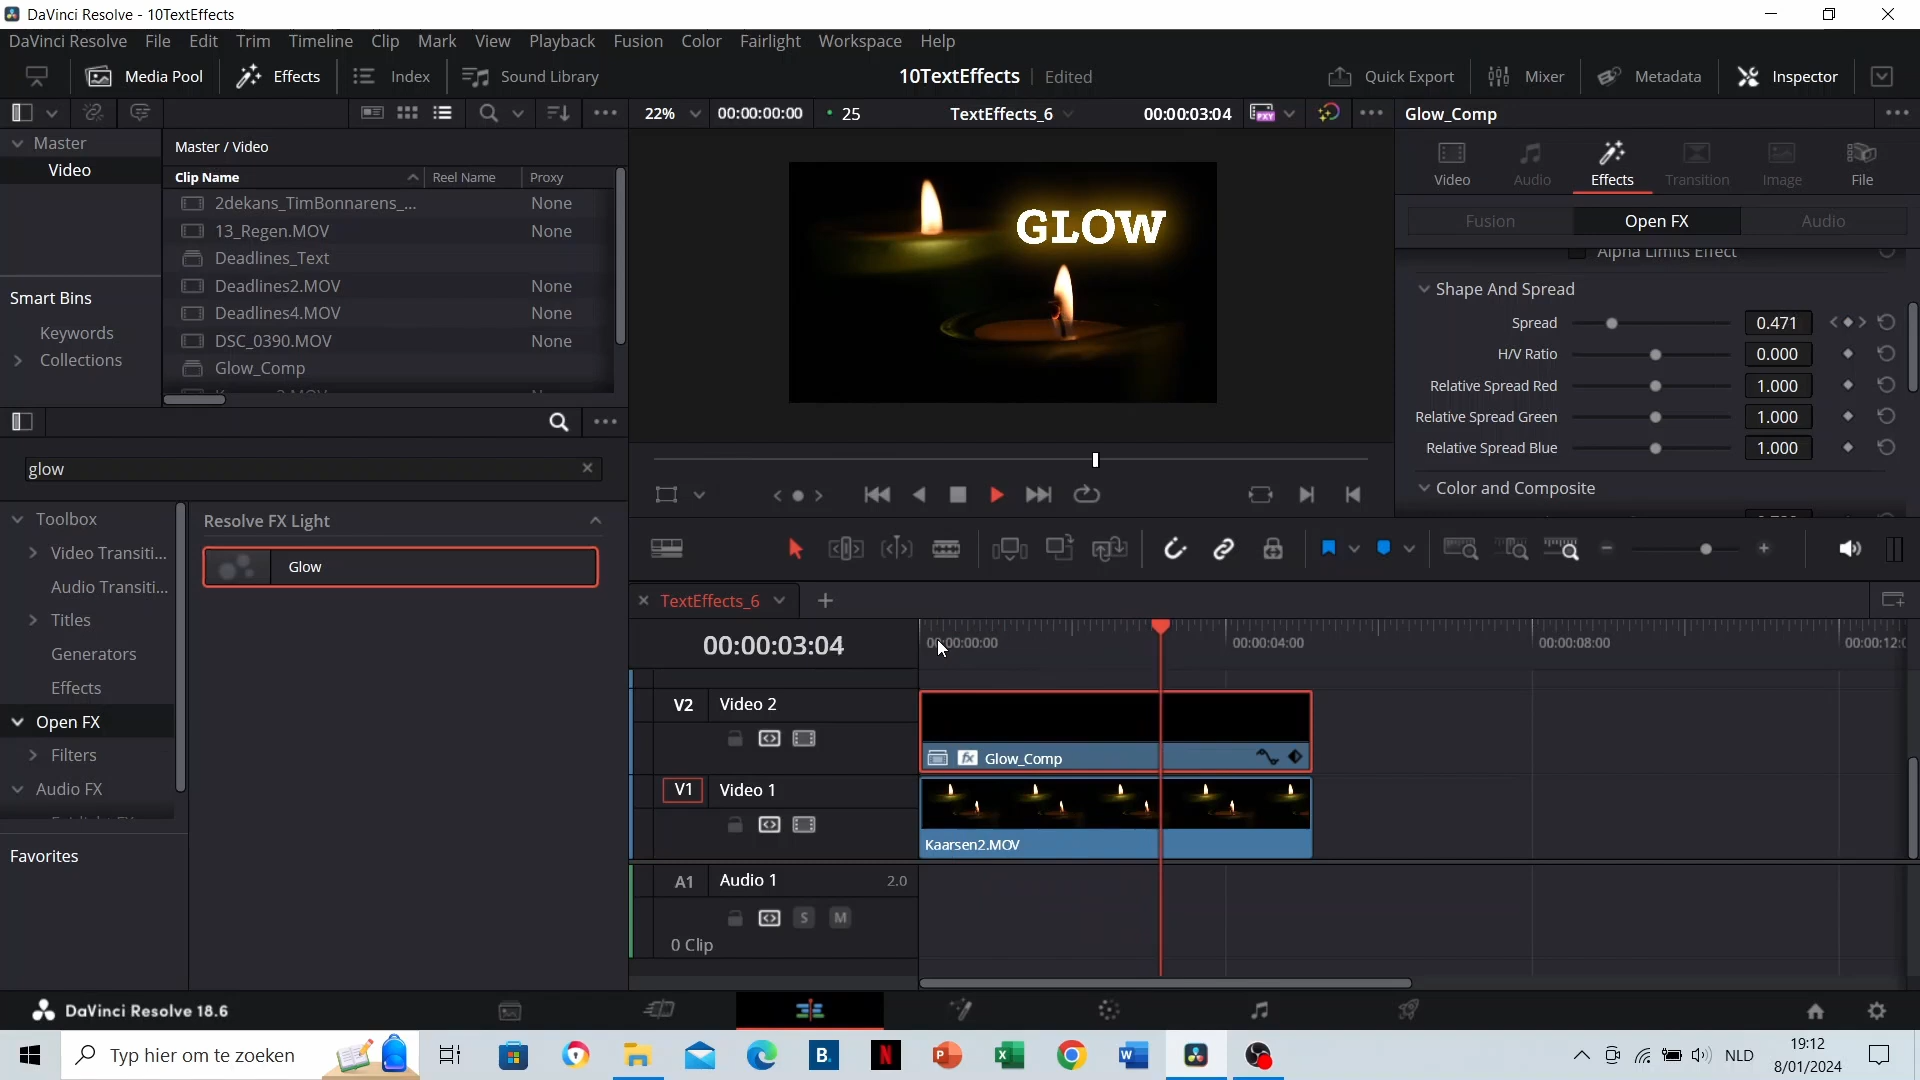 DaVinci Resolve - 10TextEffects
DaVinci Resolve File Edit Trim Timeline Clip Mark View Playback Fusion Color Fairlight Workspace Help
Media Pool Effects Index Sound Library 10TextEffects Edited Quick Export Mixer Metadata Inspector
22% 00:00:00:00 25 TextEffects_6 00:00:03:04 PXY Glow_Comp
Master
Video
Smart Bins
Keywords
Collections
Master / Video
Clip Name Reel Name Proxy
2dekans_TimBonnarens_... None
13_Regen.MOV None
Deadlines_Text
Deadlines2.MOV None
Deadlines4.MOV None
DSC_0390.MOV None
Glow_Comp
GLOW
Video Audio Effects Transition Image File
Fusion Open FX Audio
Alpha Limits Effect
Shape And Spread
Spread 0.471
H/V Ratio 0.000
Relative Spread Red 1.000
Relative Spread Green 1.000
Relative Spread Blue 1.000
Color and Composite
glow
Toolbox
Video Transiti...
Audio Transiti...
Titles
Generators
Effects
Open FX
Filters
Audio FX
Favorites
Resolve FX Light
Glow
TextEffects_6
00:00:03:04 00:00:00:00 00:00:04:00 00:00:08:00
V2 Video 2
fx Glow_Comp
V1 Video 1
Kaarsen2.MOV
A1 Audio 1 2.0
S M
0 Clip
DaVinci Resolve 18.6
Typ hier om te zoeken
B.
N
P
X
W
NLD
19:12
8/01/2024